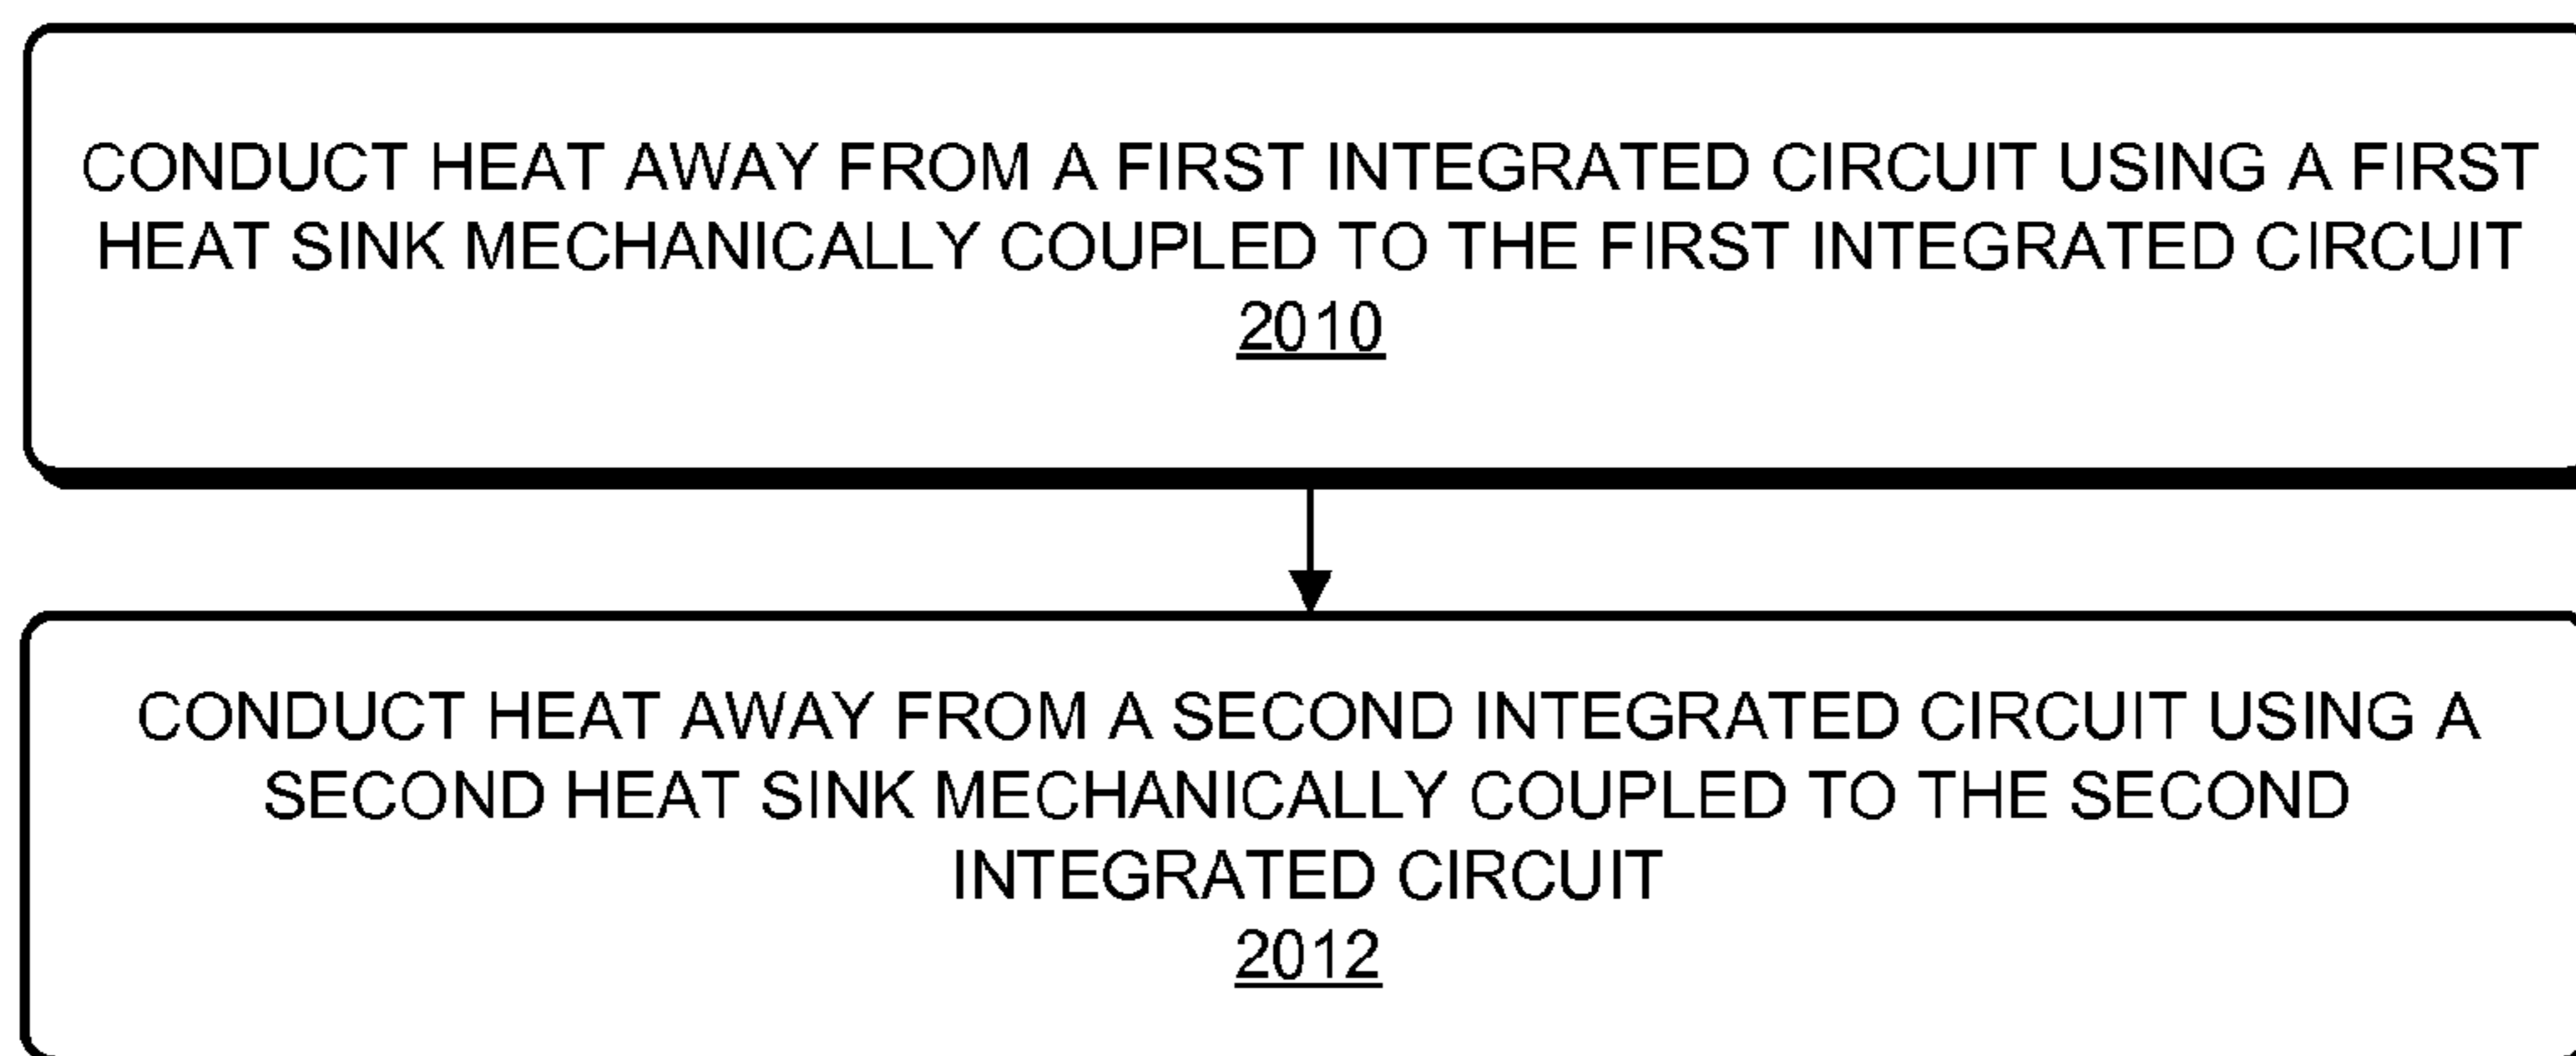 CONDUCT HEAT AWAY FROM A FIRST INTEGRATED CIRCUIT USING A FIRST
HEAT SINK MECHANICALLY COUPLED TO THE FIRST INTEGRATED CIRCUIT
2010
CONDUCT HEAT AWAY FROM A SECOND INTEGRATED CIRCUIT USING A
SECOND HEAT SINK MECHANICALLY COUPLED TO THE SECOND
INTEGRATED CIRCUIT
2012